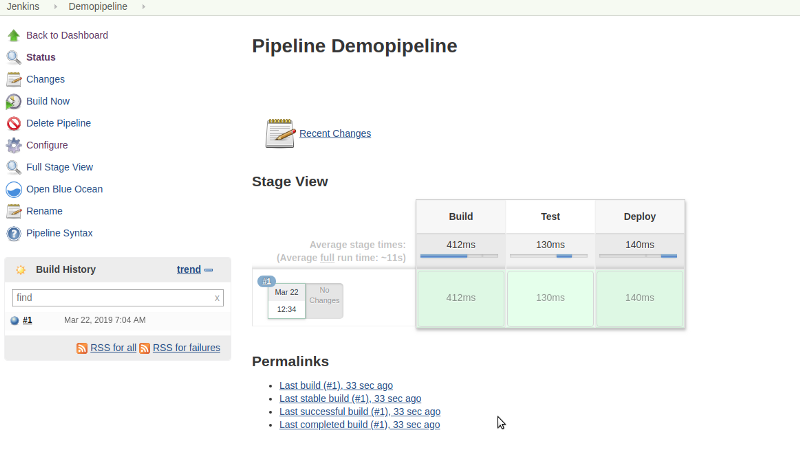 Jenkins Demopipeline
Back to Dashboard
Status
Changes
Build Now
Delete Pipeline
Configure
Full Stage View
Open Blue Ocean
Rename
Pipeline Syntax
Build History trend
find x
#1 Mar 22, 2019 7:04 AM
RSS for all RSS for failures
Pipeline Demopipeline
Recent Changes
Stage View
Build Test Deploy
Average stage times: 412ms 130ms 140ms
(Average full run time: ~11s)
#1
Mar 22
12:34
No
Changes
412ms 130ms 140ms
Permalinks
Last build (#1), 33 sec ago
Last stable build (#1), 33 sec ago
Last successful build (#1), 33 sec ago
Last completed build (#1), 33 sec ago